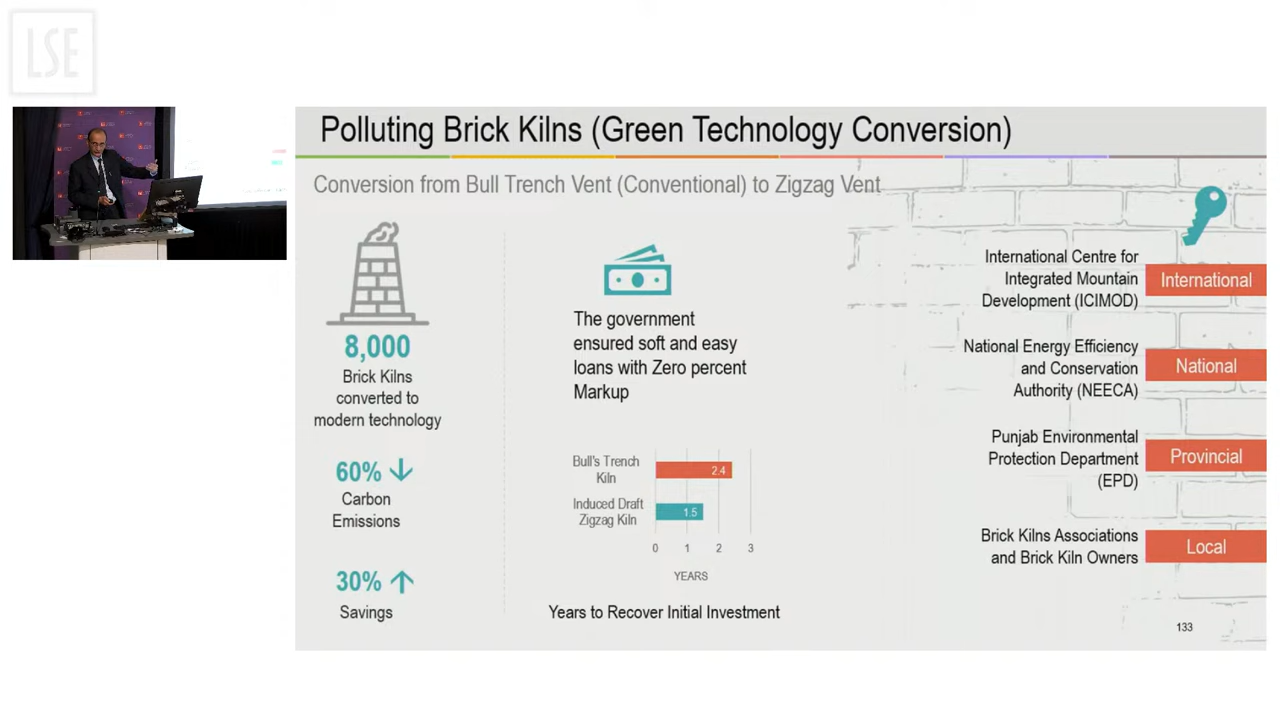 LSE
Polluting Brick Kilns (Green Technology Conversion)
Conversion from Bull Trench Vent (Conventional) to Zigzag Vent
8,000
Brick Kilns
converted to
modern technology
60%
Carbon
Emissions
30%
Savings
The government
ensured soft and easy
loans with Zero percent
Markup
Bull's Trench
Kiln
2.4
Induced Draft
Zigzag Kiln
1.5
0 1 2 3
YEARS
Years to Recover Initial Investment
International Centre for
Integrated Mountain
Development (ICIMOD)
International
National Energy Efficiency
and Conservation
Authority (NEECA)
National
Punjab Environmental
Protection Department
(EPD)
Provincial
Brick Kilns Associations
and Brick Kiln Owners
Local
133